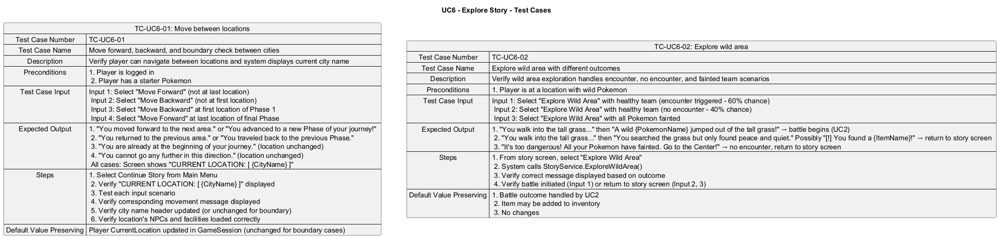 UC6 - Explore Story - Test Cases
TC-UC6-01: Move between locations
Test Case Number TC-UC6-01
Test Case Name Move forward, backward, and boundary check between cities
Description Verify player can navigate between locations and system displays current city name
Preconditions 1. Player is logged in
2. Player has a starter Pokemon
Test Case Input Input 1: Select "Move Forward" (not at last location)
Input 2: Select "Move Backward" (not at first location)
Input 3: Select "Move Backward" at first location of Phase 1
Input 4: Select "Move Forward" at last location of final Phase
Expected Output 1. "You moved forward to the next area." or "You advanced to a new Phase of your journey!"
2. "You returned to the previous area." or "You traveled back to the previous Phase."
3. "You are already at the beginning of your journey." (location unchanged)
4. "You cannot go any further in this direction." (location unchanged)
All cases: Screen shows "CURRENT LOCATION: [ {CityName} ]"
Steps 1. Select Continue Story from Main Menu
2. Verify "CURRENT LOCATION: [ {CityName} ]" displayed
3. Test each input scenario
4. Verify corresponding movement message displayed
5. Verify city name header updated (or unchanged for boundary)
6. Verify location's NPCs and facilities loaded correctly
Default Value Preserving Player CurrentLocation updated in GameSession (unchanged for boundary cases)
TC-UC6-02: Explore wild area
Test Case Number TC-UC6-02
Test Case Name Explore wild area with different outcomes
Description Verify wild area exploration handles encounter, no encounter, and fainted team scenarios
Preconditions 1. Player is at a location with wild Pokemon
Test Case Input Input 1: Select "Explore Wild Area" with healthy team (encounter triggered - 60% chance)
Input 2: Select "Explore Wild Area" with healthy team (no encounter - 40% chance)
Input 3: Select "Explore Wild Area" with all Pokemon fainted
Expected Output 1. "You walk into the tall grass..." then "A wild {PokemonName} jumped out of the tall grass!" → battle begins (UC2)
2. "You walk into the tall grass..." then "You searched the grass but only found peace and quiet." Possibly "[!] You found a {ItemName}!" → return to story screen
3. "It's too dangerous! All your Pokemon have fainted. Go to the Center!" → no encounter, return to story screen
Steps 1. From story screen, select "Explore Wild Area"
2. System calls StoryService.ExploreWildArea()
3. Verify correct message displayed based on outcome
4. Verify battle initiated (Input 1) or return to story screen (Input 2, 3)
Default Value Preserving 1. Battle outcome handled by UC2
2. Item may be added to inventory
3. No changes